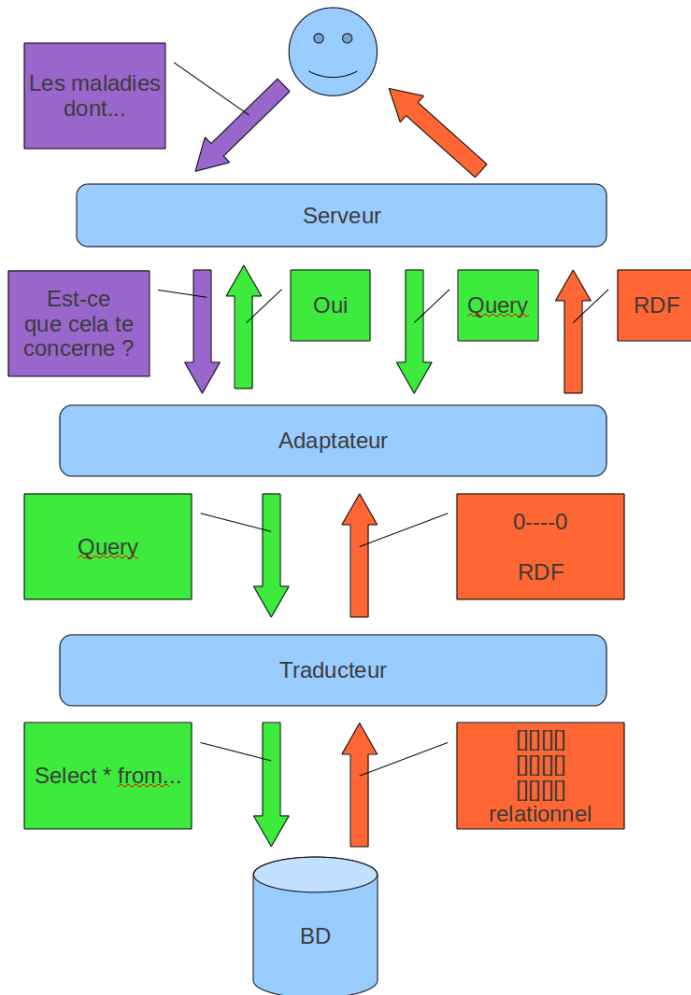 Les maladies
dont...
Serveur
Est-ce
que cela te
concerne ?
Oui
Query
RDF
Adaptateur
Query
0----0
RDF
Traducteur
Select * from...
▯▯▯▯
▯▯▯▯
▯▯▯▯
relationnel
BD